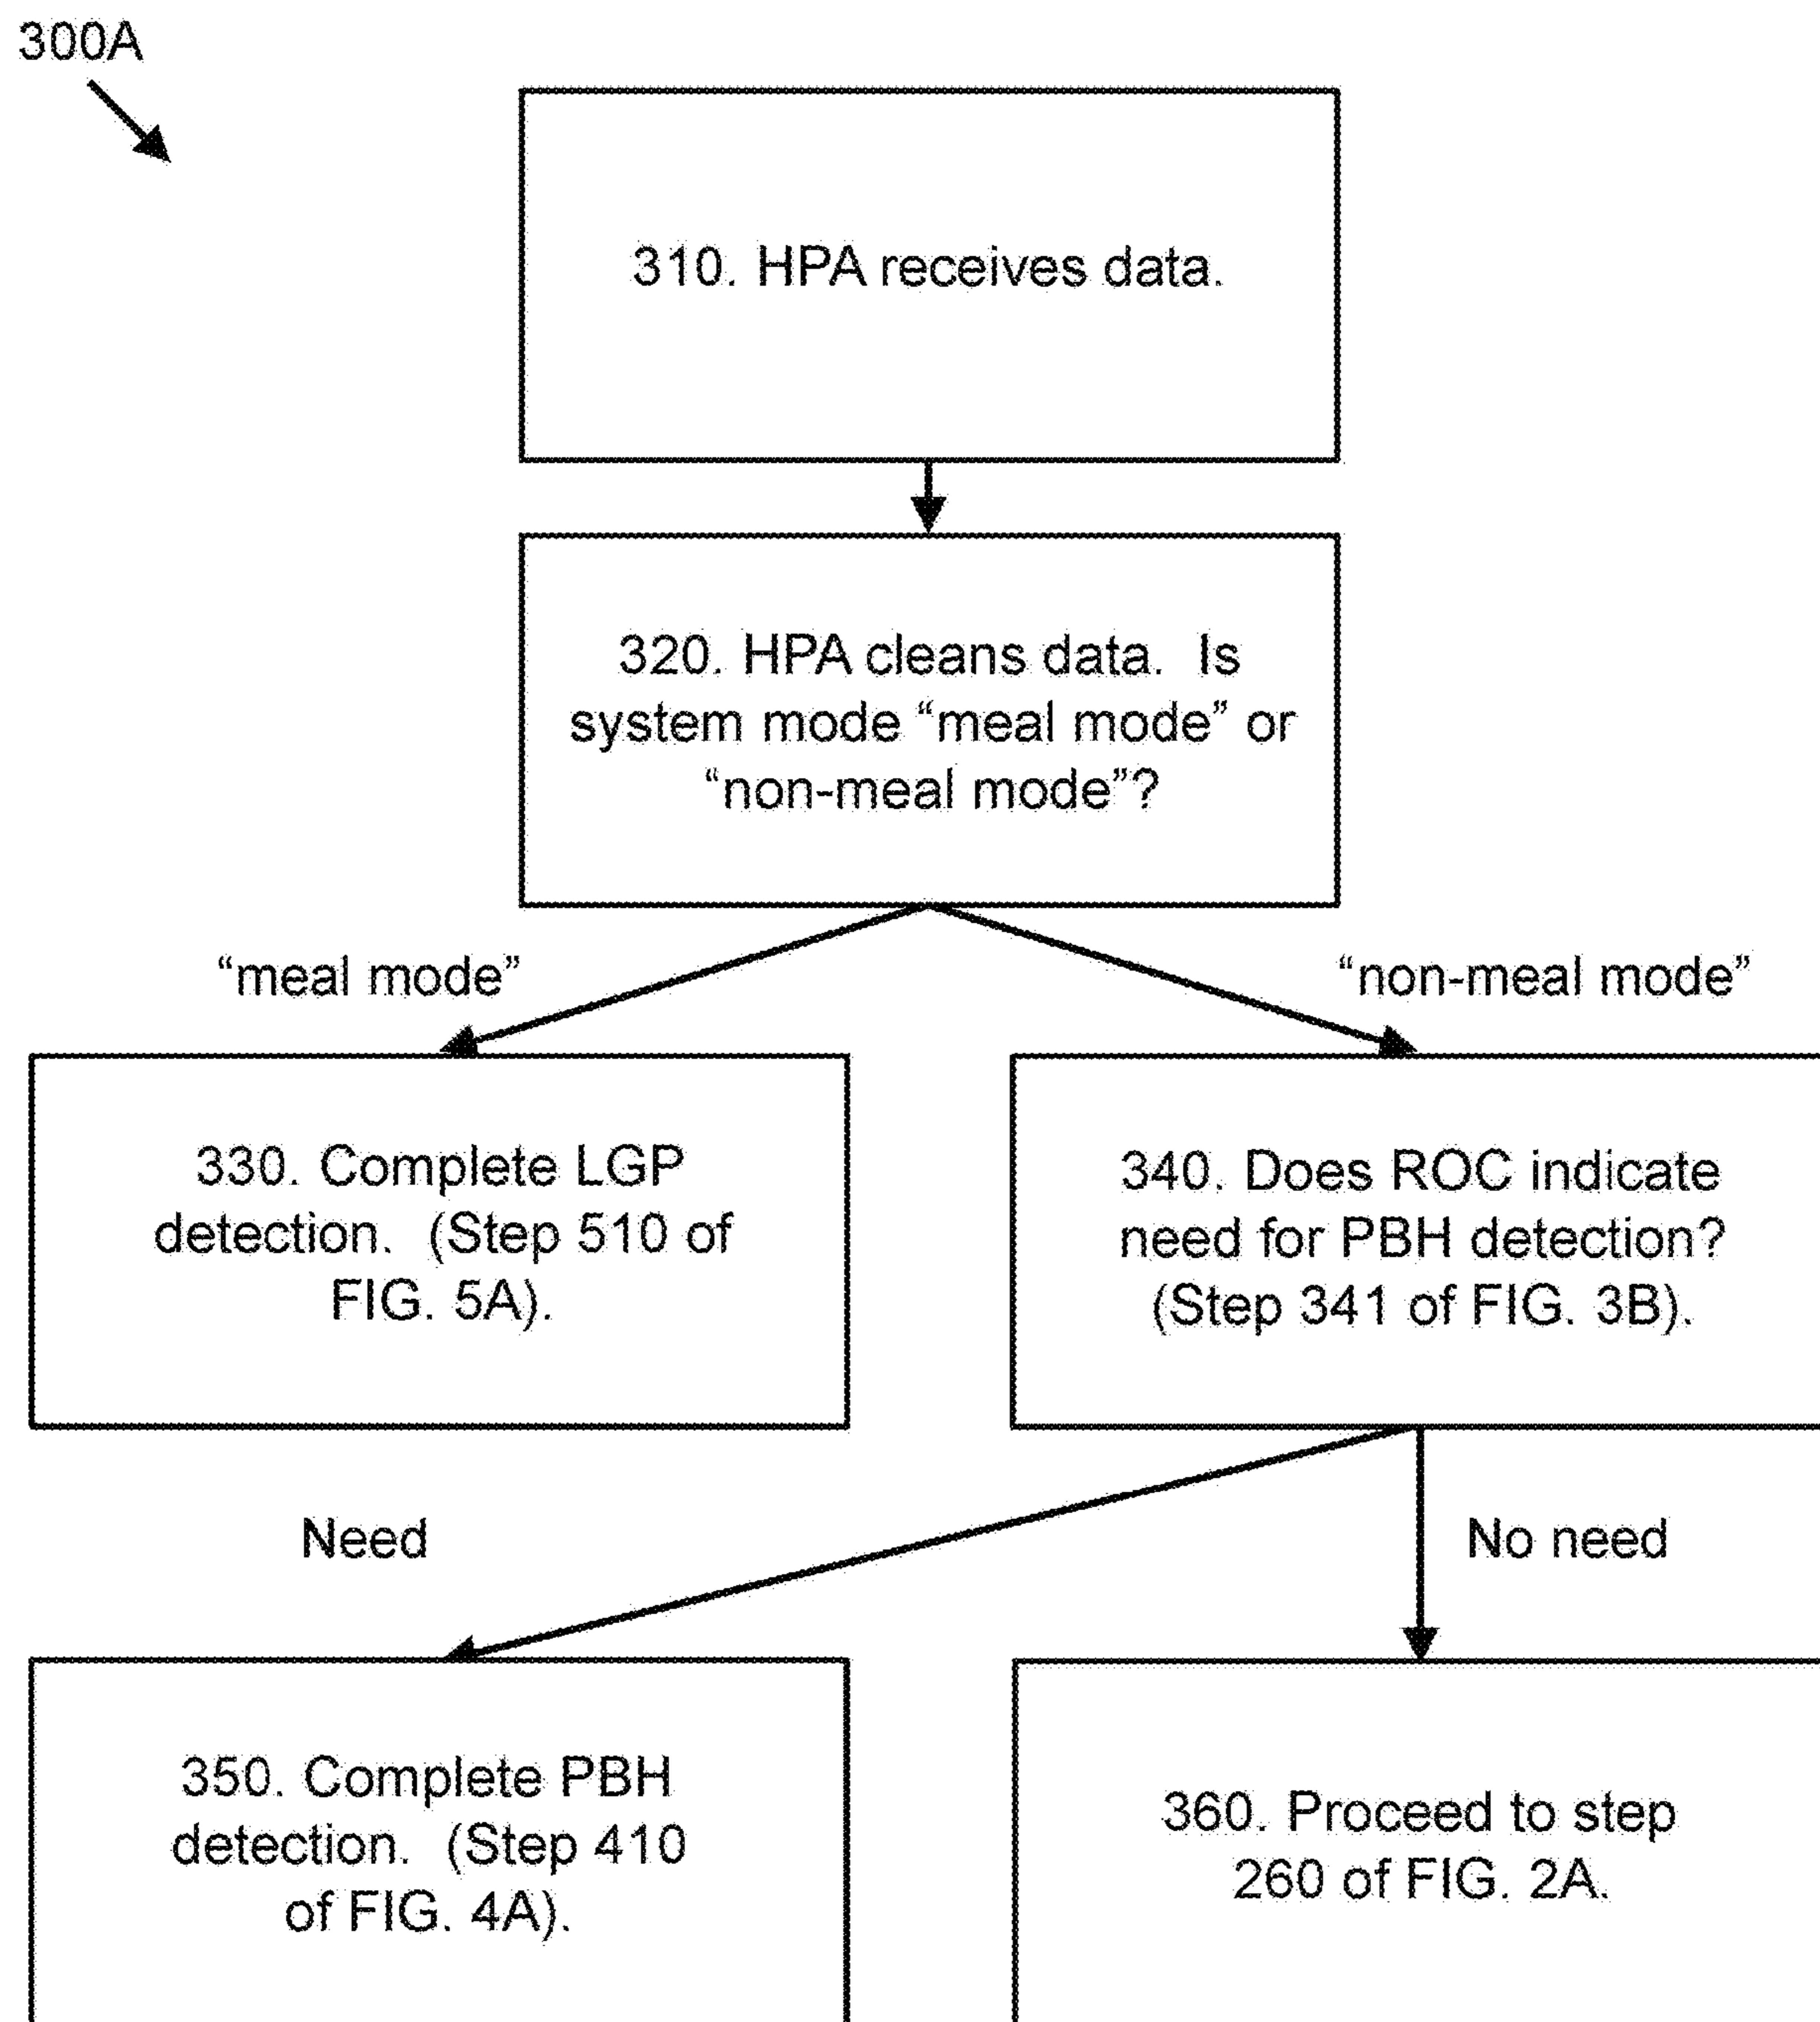 300A
310. HPA receives data.
320. HPA cleans data. Is
system mode “meal mode” or
“non-meal mode”?
“meal mode”
“non-meal mode”
330. Complete LGP
detection. (Step 510 of
FIG. 5A).
340. Does ROC indicate
need for PBH detection?
(Step 341 of FIG. 3B).
Need
No need
350. Complete PBH
detection. (Step 410
of FIG. 4A).
360. Proceed to step
260 of FIG. 2A.